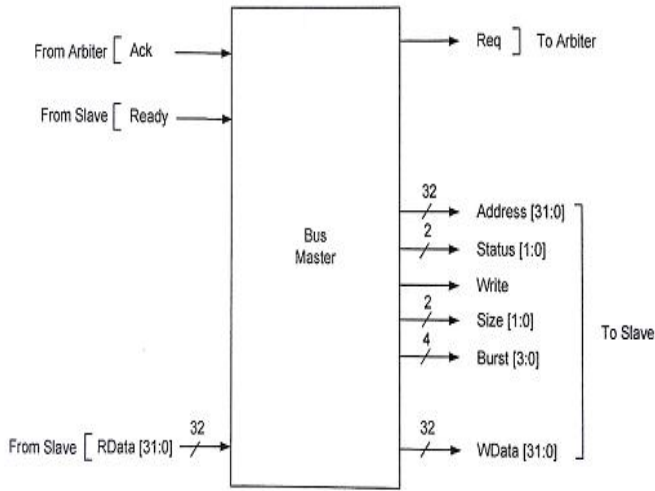 From Arbiter [ Ack
Req ] To Arbiter
From Slave [ Ready
32
Address [31:0]
2
Status [1:0]
Bus
Master
Write
2
Size [1:0]
To Slave
4
Burst [3:0]
32
From Slave [ RData [31:0]
32
WData [31:0]